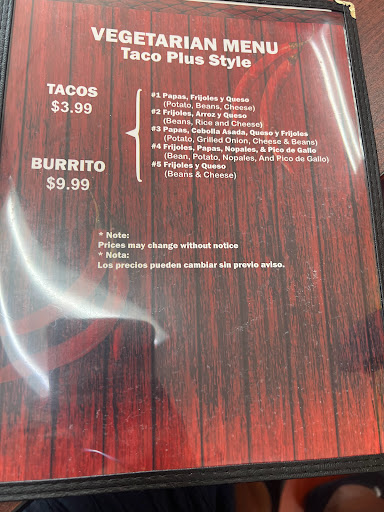 VEGETARIAN MENU
Taco Plus Style
TACOS
$3.99
BURRITO
$9.99
#1 Papas, Frijoles y Queso
(Potato, Beans, Cheese)
#2 Frijoles, Arroz y Queso
(Beans, Rice and Cheese)
#3 Papas, Cebolla Asada, Queso y Frijoles
(Potato, Grilled Onion, Cheese & Beans)
#4 Frijoles, Papas, Nopales, & Pico de Gallo
(Bean, Potato, Nopales, And Pico de Gallo)
#5 Frijoles y Queso
(Beans & Cheese)
* Note:
Prices may change without notice
* Nota:
Los precios pueden cambiar sin previo aviso.